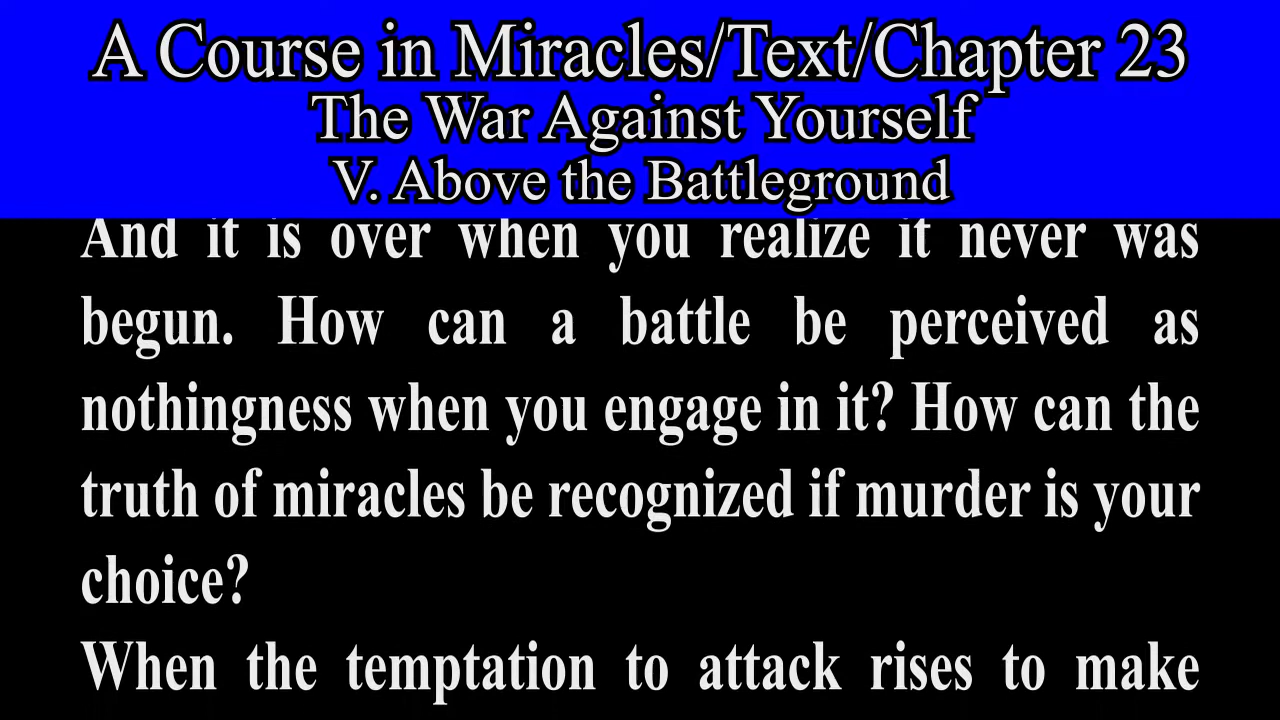 A Course in Miracles/Text/Chapter 23
The War Against Yourself
V. Above the Battleground
And it is over when you realize it never was
begun. How can a battle be perceived as
nothingness when you engage in it? How can the
truth of miracles be recognized if murder is your
choice?
When the temptation to attack rises to make